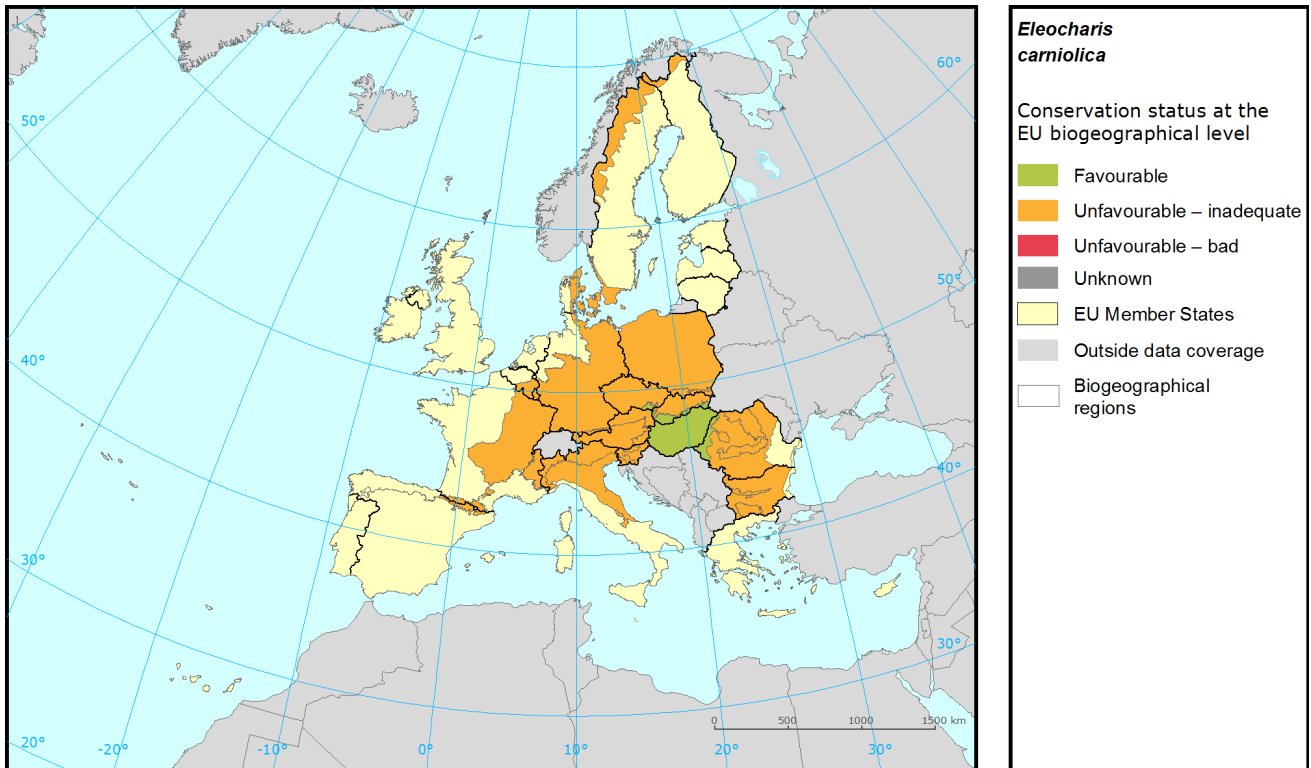 60°
50°
50°
40°
40°
30°
30°
0 500 1000 1500 km
20° -20° -10° 0° 10° 20° 30°
Eleocharis
carniolica
Conservation status at the
EU biogeographical level
Favourable
Unfavourable – inadequate
Unfavourable – bad
Unknown
EU Member States
Outside data coverage
Biogeographical
regions